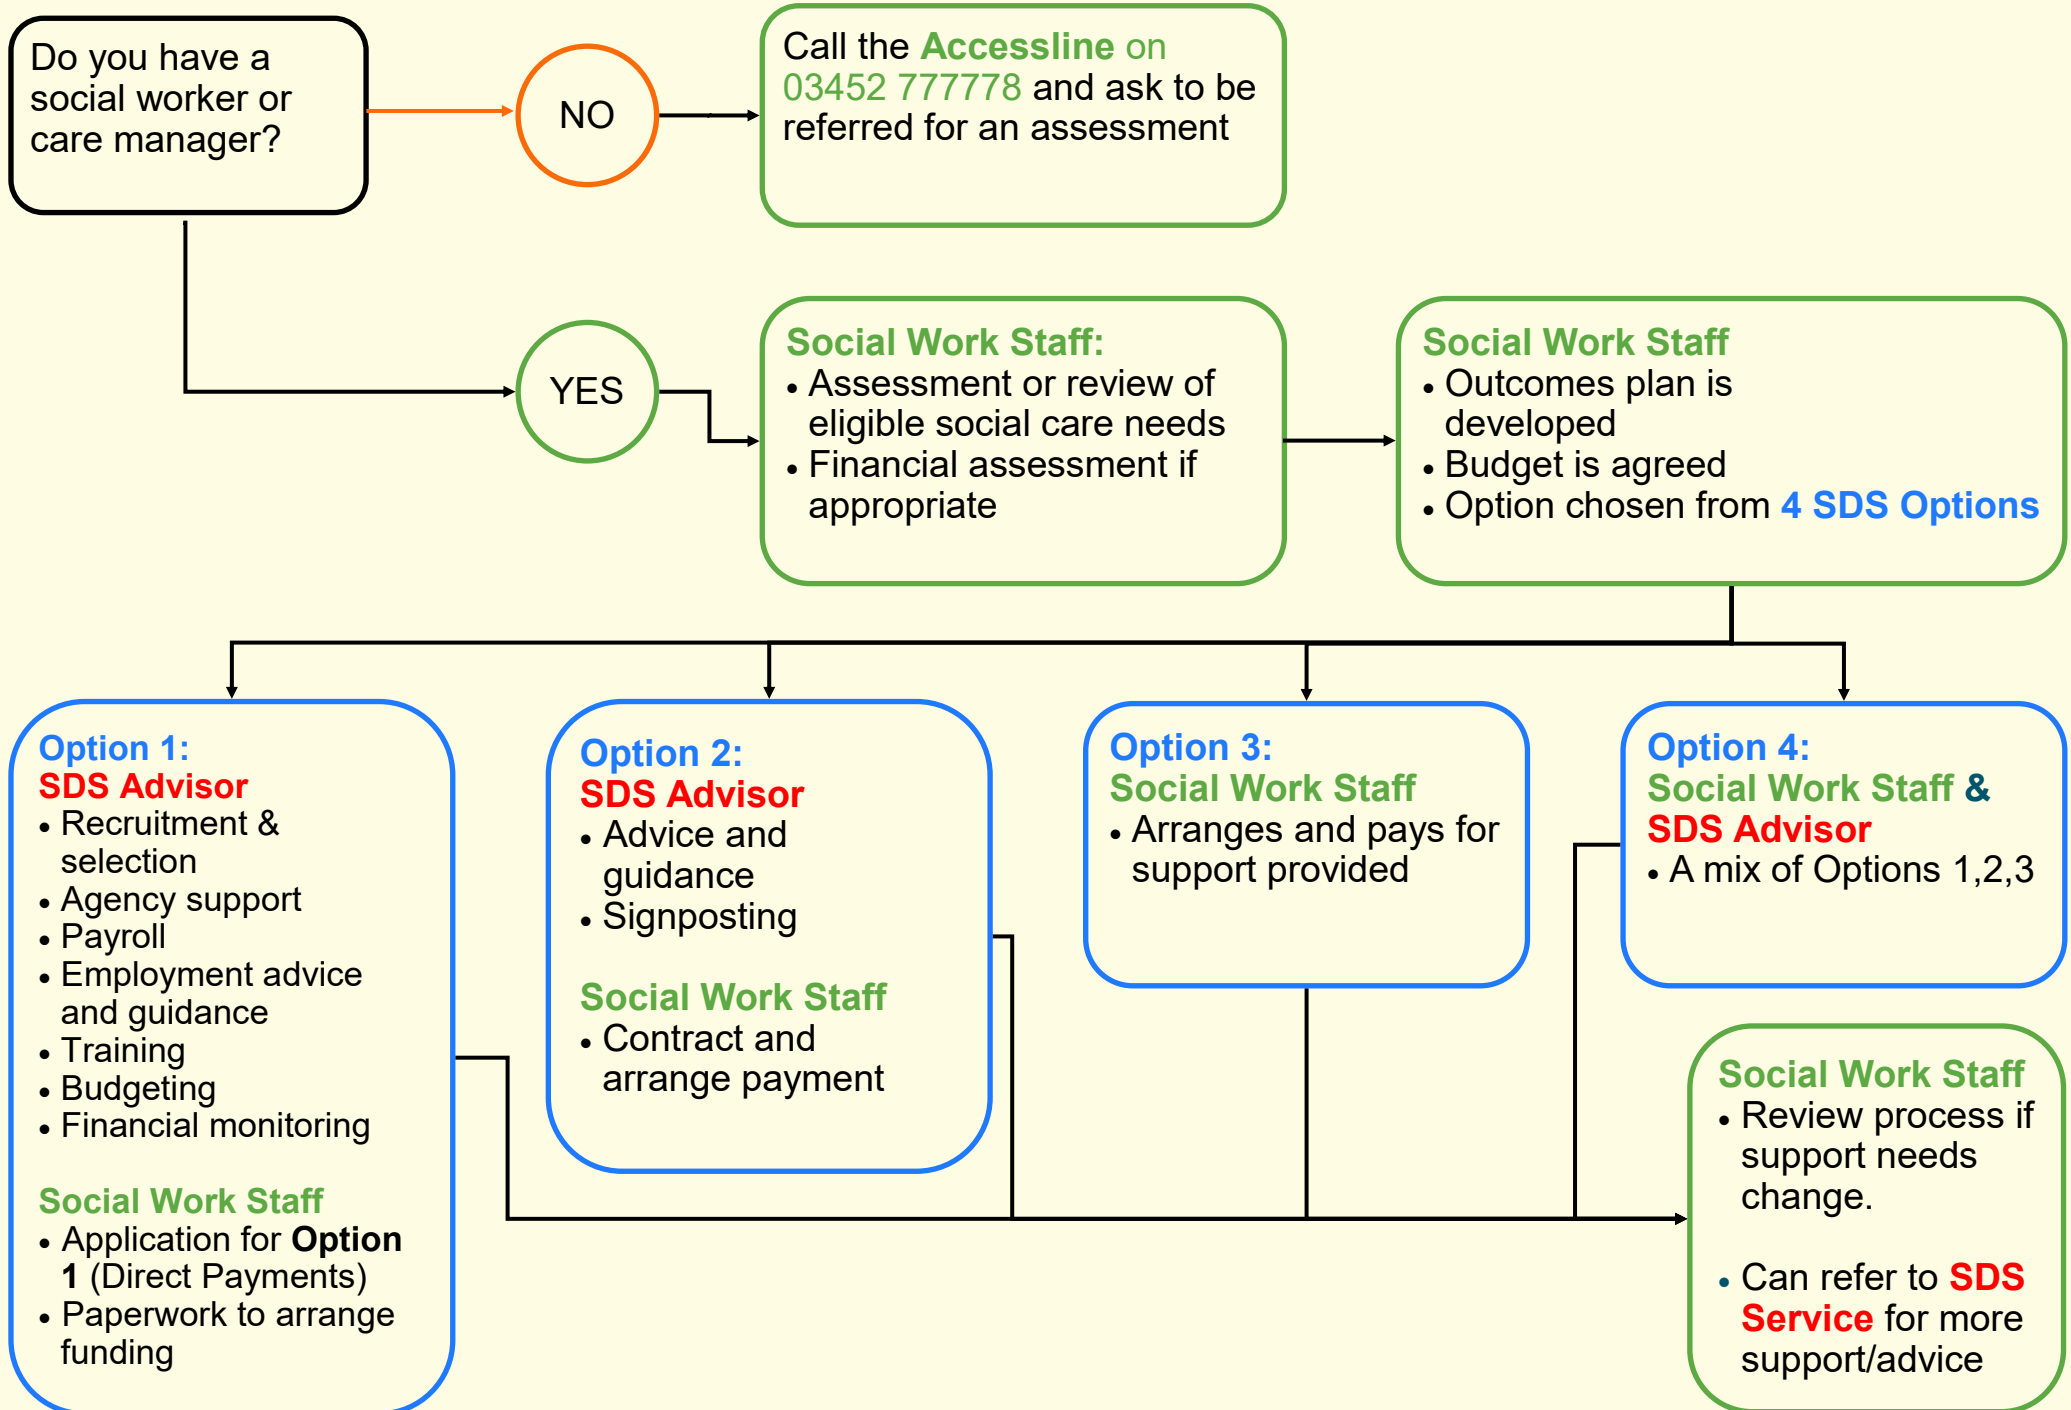 Do you have a
social worker or
care manager?
NO
Call the Accessline on
03452 777778 and ask to be
referred for an assessment
YES
Social Work Staff:
• Assessment or review of
eligible social care needs
• Financial assessment if
appropriate
Social Work Staff
• Outcomes plan is
developed
• Budget is agreed
• Option chosen from 4 SDS Options
Option 1:
SDS Advisor
• Recruitment &
selection
• Agency support
• Payroll
• Employment advice
and guidance
• Training
• Budgeting
• Financial monitoring
Social Work Staff
• Application for Option
1 (Direct Payments)
• Paperwork to arrange
funding
Option 2:
SDS Advisor
• Advice and
guidance
• Signposting
Social Work Staff
• Contract and
arrange payment
Option 3:
Social Work Staff
• Arranges and pays for
support provided
Option 4:
Social Work Staff &
SDS Advisor
• A mix of Options 1,2,3
Social Work Staff
• Review process if
support needs
change.
• Can refer to SDS
Service for more
support/advice